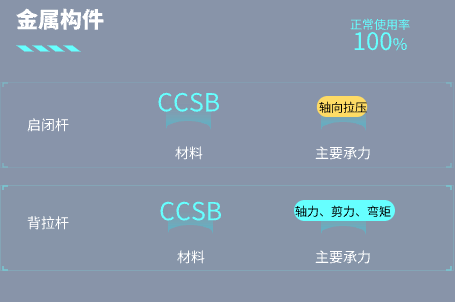 金属构件
正常使用率
100%
CCSB
轴向拉压
启闭杆
材料
主要承力
CCSB
轴力、剪力、弯矩
背拉杆
材料
主要承力